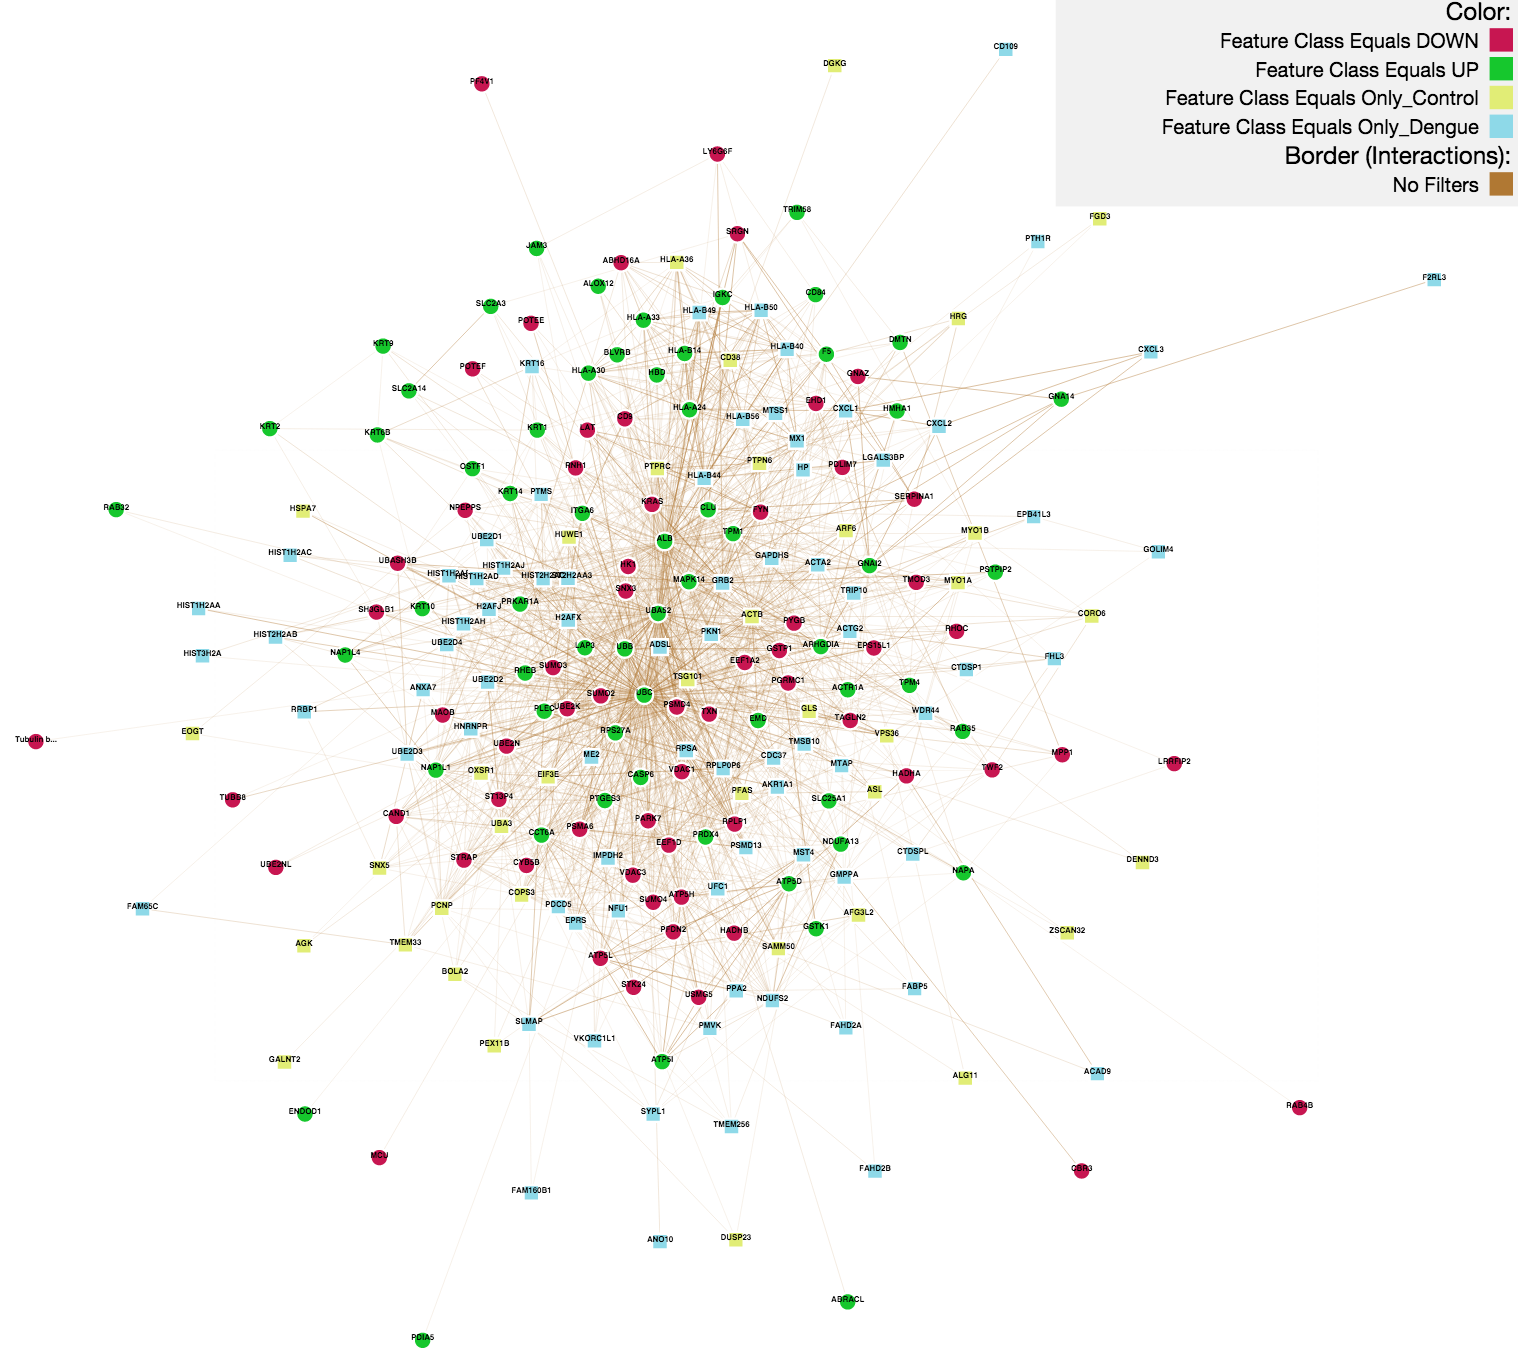 Color:
Feature Class Equals DOWN
Feature Class Equals UP
Feature Class Equals Only_Control
Feature Class Equals Only_Dengue
Border (Interactions):
No Filters
CD109
DGKG
PF4V1
LY6G6F
TRIM58
FGD3
SRGN
PTH1R
JAM3
ABHD16A
HLA-A36
F2RL3
ALOX12
CD84
IGKC
SLC2A3
HLA-B49
HLA-B50
HLA-A33
HRG
POTEE
DMTN
KRT9
HLA-B40
CXCL3
BLVRB
HLA-B14
CD38
F5
KRT16
POTEF
HLA-A30
HBD
GNAZ
SLC2A14
GNA14
EHD1
HLA-A24
MTSS1
CXCL1
HMHA1
CD9
HLA-B56
CXCL2
KRT2
KRT6B
KRT1
LAT
MX1
LGALS3BP
OSTF1
RNH1
PTPRC
PTPN6
HP
PDLIM7
HLA-B44
KRT14
PTMS
SERPINA1
KRAS
RAB32
HSPA7
NPEPPS
ITGA6
CLU
FYN
EPB41L3
TPM1
ARF6
MYO1B
UBE2D1
HUWE1
ALB
HIST1H2AC
GOLIM4
UBASH3B
HIST1H2AJ
HK1
GAPDHS
ACTA2
GNAI2
PSTPIP2
HIST1H2AD
MAPK14
GRB2
TMOD3
MYO1A
SNX3
TRIP10
HIST1H2AA
SH3GLB1
KRT10
H2AFJ
PRKAR1A
UBA52
ACTB
CORO6
HIST1H2AH
H2AFX
PYGB
HIST2H2AB
PKN1
ACTG2
RHOC
UBE2D4
LAP3
UBB
ADSL
GSTP1
ARHGDIA
EPS15L1
HIST3H2A
NAP1L4
EEF1A2
FHL3
RHEB
SUMO3
CTDSP1
TSG101
UBE2D2
PGRMC1
TPM4
ANXA7
SUMO2
UBC
ACTR1A
RRBP1
MAOB
PLEC
UBE2K
PSMD4
TXN
GLS
WDR44
EMD
TAGLN2
HNRNPR
RPS27A
EOGT
VPS36
RAB35
Tubulin b...
UBE2N
TMSB10
UBE2D3
ME2
RPSA
CDC37
MPP1
LRRFIP2
NAP1L1
OXSR1
EIF3E
VDAC1
RPLP0P6
MTAP
TWF2
CASP6
HADHA
AKR1A1
TUBB8
ST13P4
PTGES3
PFAS
SLC25A1
ASL
CAND1
UBA3
PSMA6
PARK7
RPLP1
CCT6A
PRDX4
EEF1D
PSMD13
NDUFA13
MST4
CTDSPL
STRAP
CYB5B
IMPDH2
DENND3
UBE2NL
SNX5
VDAC3
NAPA
GMPPA
ATP5D
COPS3
SUMO4
ATP5H
UFC1
FAM65C
PCNP
PDCD5
NFU1
AFG3L2
EPRS
GSTK1
PFDN2
HADHB
ZSCAN32
AGK
TMEM33
SAMM50
ATP5L
BOLA2
STK24
PPA2
FABP5
USMG5
NDUFS2
SLMAP
PMVK
FAHD2A
VKORC1L1
PEX11B
GALNT2
ATP5I
ACAD9
ALG11
RAB4B
ENDOD1
SYPL1
TMEM256
MCU
FAHD2B
CBR3
FAM160B1
ANO10
DUSP23
ABRACL
PDIA5